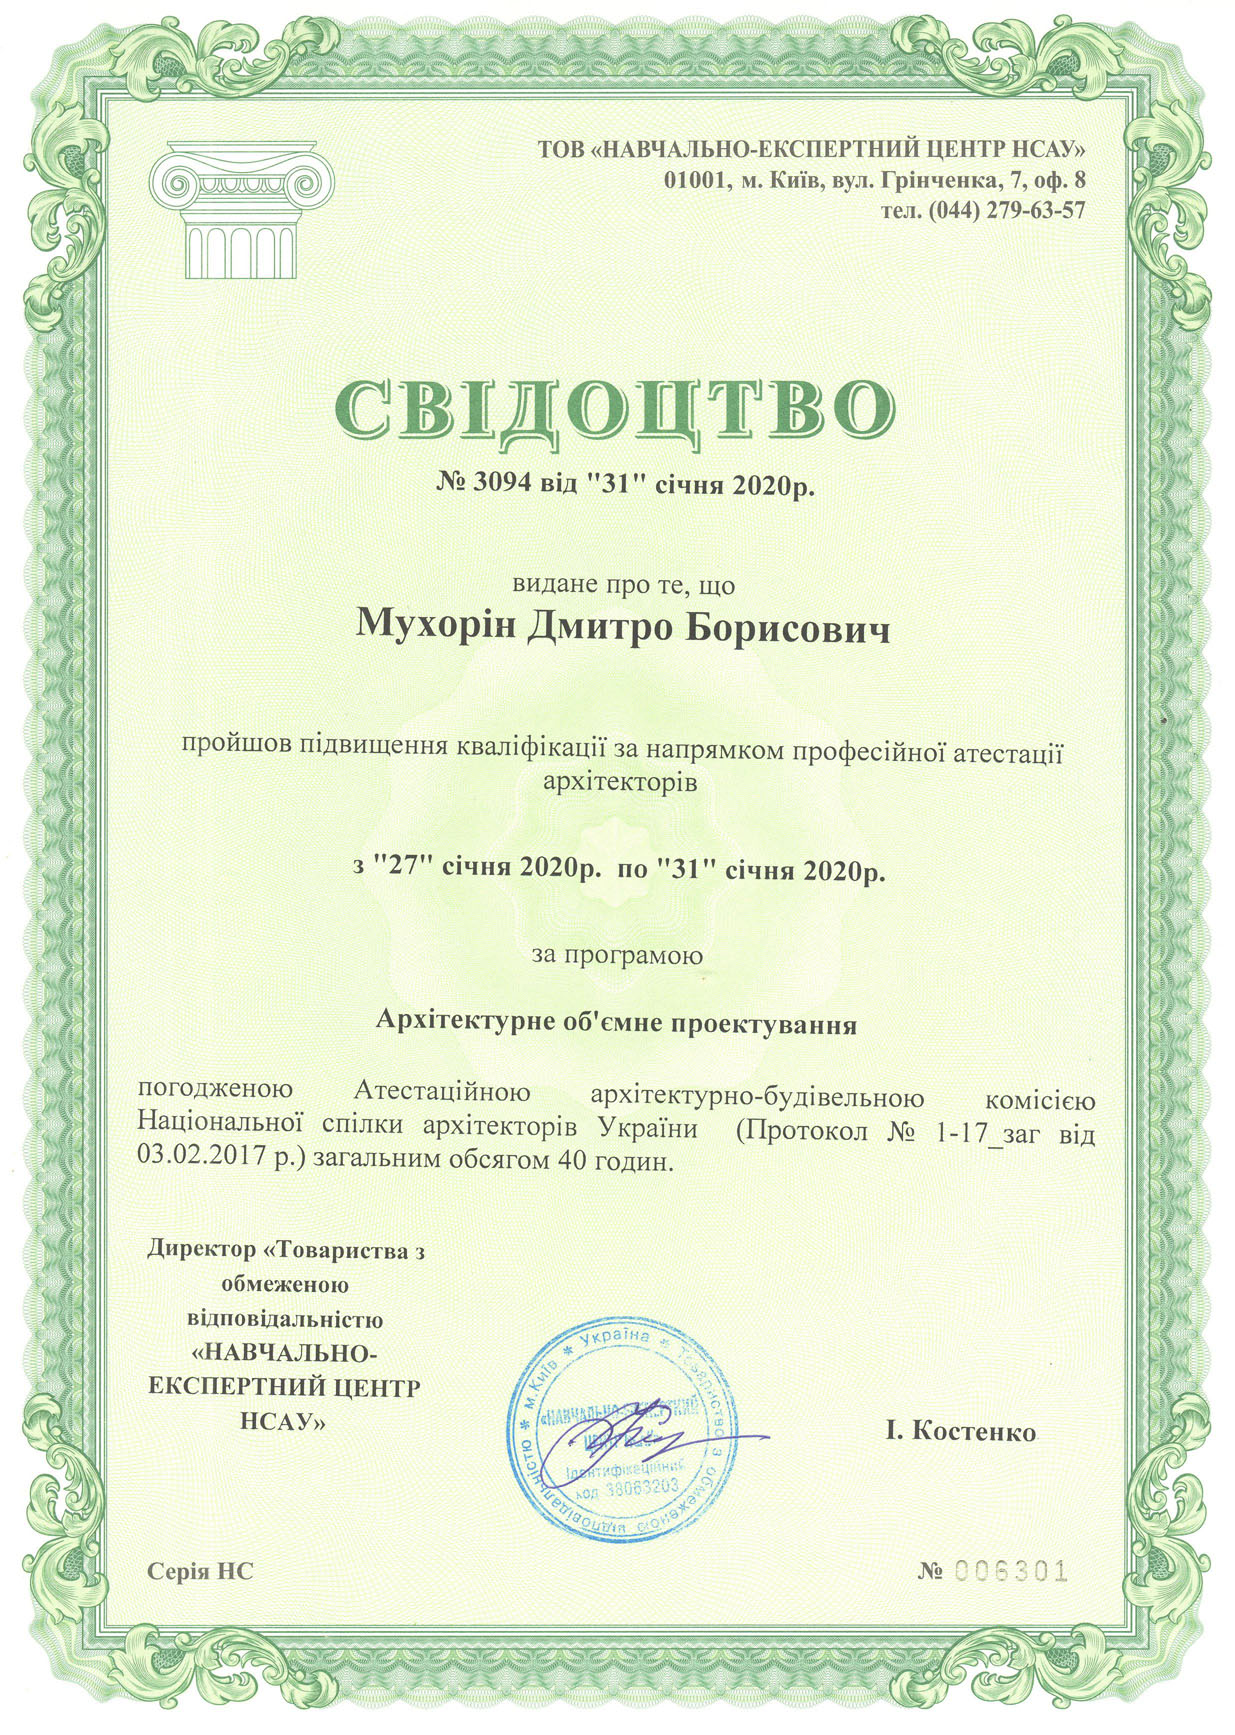 ТОВ «НАВЧАЛЬНО-ЕКСПЕРТНИЙ ЦЕНТР НСАУ»
01001, м. Київ, вул. Грінченка, 7, оф. 8
тел. (044) 279-63-57
СВІДОЦТВО
№ 3094 від "31" січня 2020р.
видане про те, що
Мухорін Дмитро Борисович
пройшов підвищення кваліфікації за напрямком професійної атестації
архітекторів
з "27" січня 2020р. по "31" січня 2020р.
за програмою
Архітектурне об'ємне проектування
погодженою Атестаційною архітектурно-будівельною комісією
Національної спілки архітекторів України (Протокол № 1-17_заг від
03.02.2017 р.) загальним обсягом 40 годин.
Директор «Товариства з
обмеженою
відповідальністю
«НАВЧАЛЬНО-
ЕКСПЕРТНИЙ ЦЕНТР
НСАУ»
м.Київ * Україна * Товариство з обмеженою відповідальністю *
«НАВЧАЛЬНО-ЕКСПЕРТНИЙ
ЦЕНТР
Ідентифікаційний
код 38063203
І. Костенко
Серія НС
№ 006301